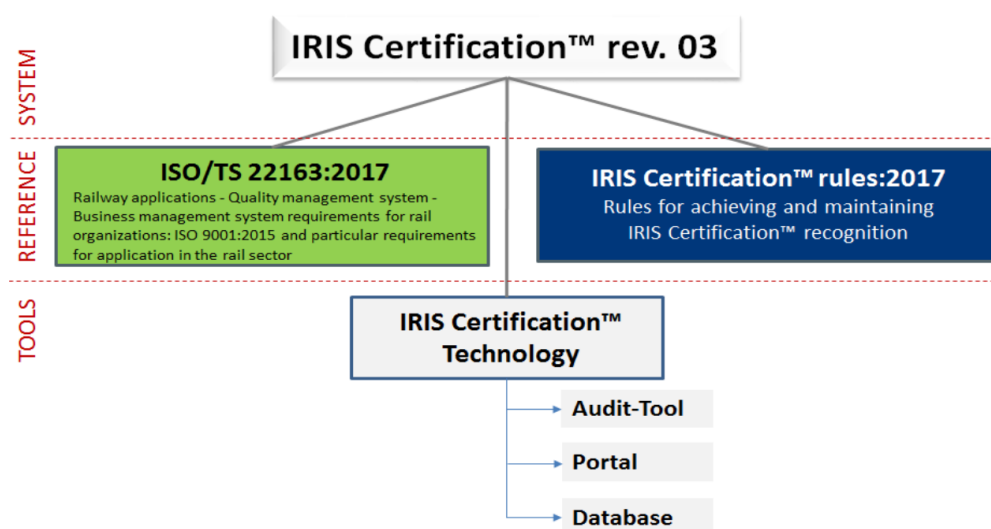 SYSTEM
IRIS Certification™ rev. 03
REFERENCE
ISO/TS 22163:2017
Railway applications - Quality management system -
Business management system requirements for rail
organizations: ISO 9001:2015 and particular requirements
for application in the rail sector
IRIS Certification™ rules:2017
Rules for achieving and maintaining
IRIS Certification™ recognition
TOOLS
IRIS Certification™
Technology
Audit-Tool
Portal
Database